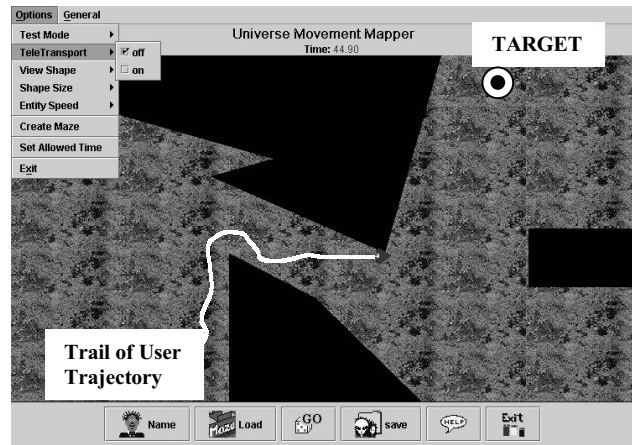 Options General
Test Mode
TeleTransport
View Shape
Shape Size
Entity Speed
Create Maze
Set Allowed Time
Exit
off
on
Universe Movement Mapper
Time: 44.90
TARGET
Trail of User
Trajectory
Name
Maze Load
GO
save
HELP
Exit